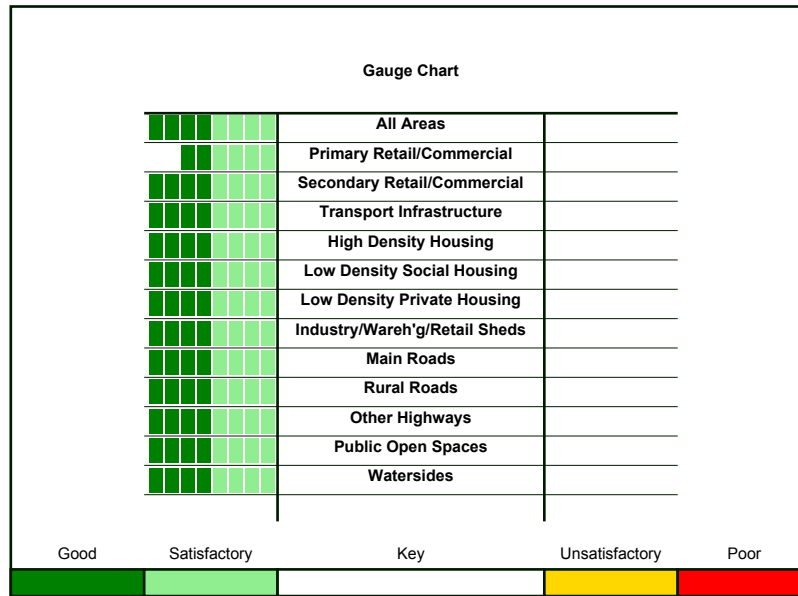 Gauge Chart
All Areas
Primary Retail/Commercial
Secondary Retail/Commercial
Transport Infrastructure
High Density Housing
Low Density Social Housing
Low Density Private Housing
Industry/Wareh'g/Retail Sheds
Main Roads
Rural Roads
Other Highways
Public Open Spaces
Watersides
Good Satisfactory Key Unsatisfactory Poor